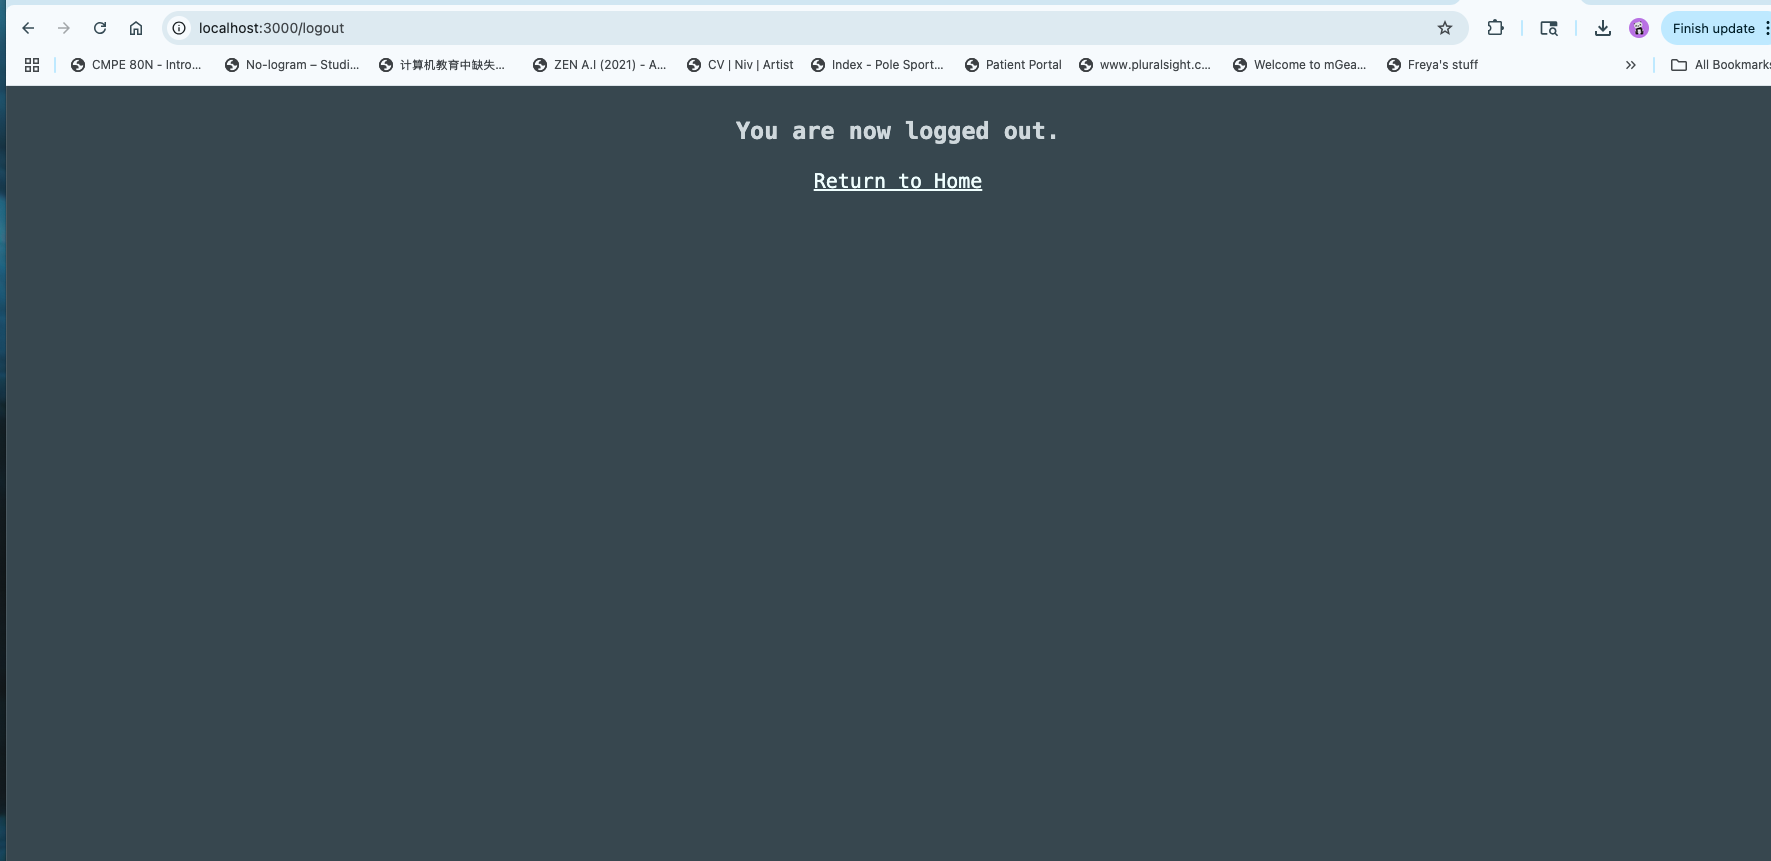 localhost:3000/logout
Finish update
CMPE 80N - Intro...
No-logram – Studi...
计算机教育中缺失...
ZEN A.I (2021) - A...
CV | Niv | Artist
Index - Pole Sport...
Patient Portal
www.pluralsight.c...
Welcome to mGea...
Freya's stuff
All Bookmarks
You are now logged out.
Return to Home